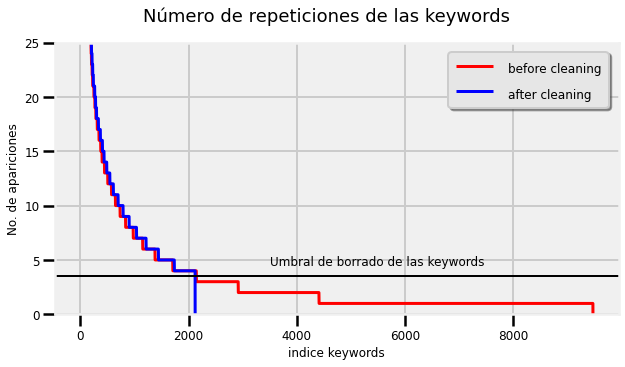 Número de repeticiones de las keywords
25
20
15
10
5
0
No. de apariciones
before cleaning
after cleaning
Umbral de borrado de las keywords
0 2000 4000 6000 8000
indice keywords